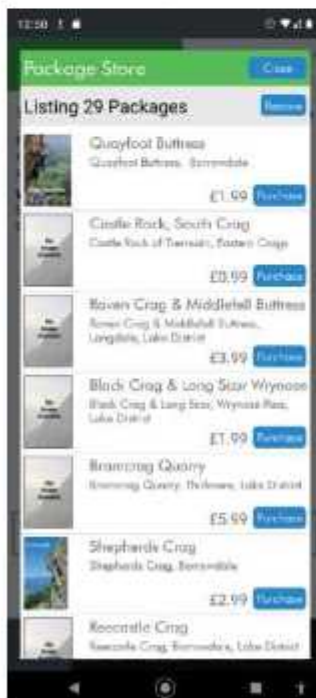 12:50
Package Store
Close
Listing 29 Packages
Restore
Quayfoot Buttress
Quayfoot Buttress, Borrowdale
£1.99 Purchase
Castle Rock, South Crag
Castle Rock of Triermain, Eastern Crags
£0.99 Purchase
Raven Crag & Middlefell Buttress
Raven Crag & Middlefell Buttress,
Langdale, Lake District
£3.99 Purchase
Black Crag & Long Scar Wrynose
Black Crag & Long Scar, Wrynose Pass,
Lake District
£1.99 Purchase
Bramcrag Quarry
Bramcrag Quarry, Thirlmere, Lake District
£5.99 Purchase
Shepherds Crag
Shepherds Crag, Borrowdale
£2.99 Purchase
Reecastle Crag
Reecastle Crag, Borrowdale, Lake District